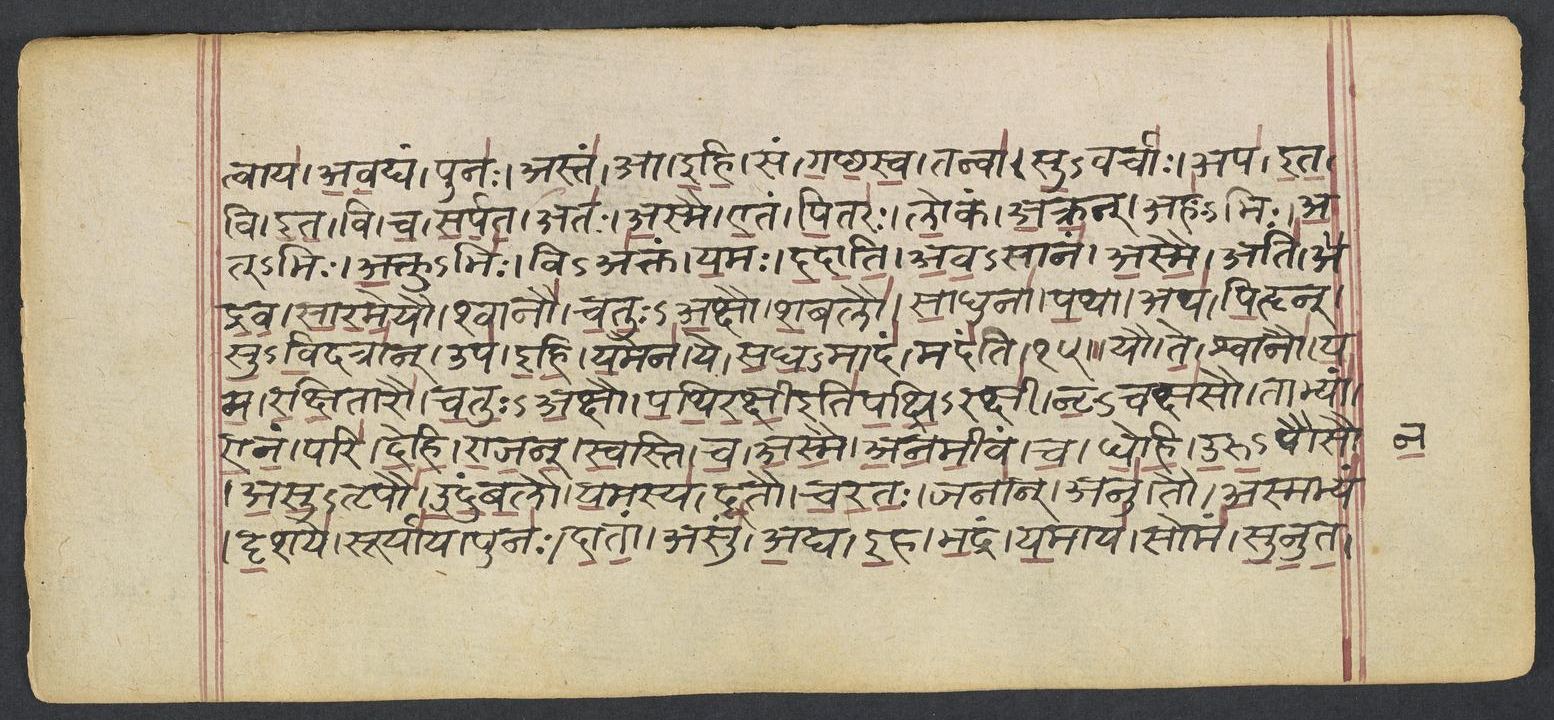 त्वाय। अवद्यं। पुनः। अस्तं। आ। इहि। सं। गछस्व। तन्वा। सुऽवर्चाः। अप। इत।
वि। इत। वि। च। सर्पत। अतः। अस्मै। एतं। पितरः। लोकं। अक्रन्। अहःऽभिः। अ
त्ऽभिः। अक्तुऽभिः। विऽअक्तं। यमः। ददाति। अवऽसानं। अस्मै। अति।
द्रव। सारमेयौ। श्वानौ। चतुःऽअक्षौ। शबलौ। साधुना। पथा। अथ। पितॄन्।
सुऽविदत्रान्। उप। इहि। यमेन। ये। सधऽमादं। मदंति। १५॥ यौ। ते। श्वानौ। य
म। रक्षितारौ। चतुःऽअक्षौ। पथिरक्षी इति पथिऽरक्षी। नृऽचक्षसौ। ताभ्यां।
एनं। परि। देहि। राजन्। स्वस्ति। च। अस्मै। अनमीवं। च। धेहि। उरुऽणसौ न
। असुऽतृपौ। उदुंबलौ। यमस्य। दूतौ। चरतः। जनान्। अनु। तौ। अस्मभ्यं
। दृशये। सूर्याय। पुनः। दातां। असुं। अद्य। इह। भद्रं। यमाय। सोमं। सुनुत।